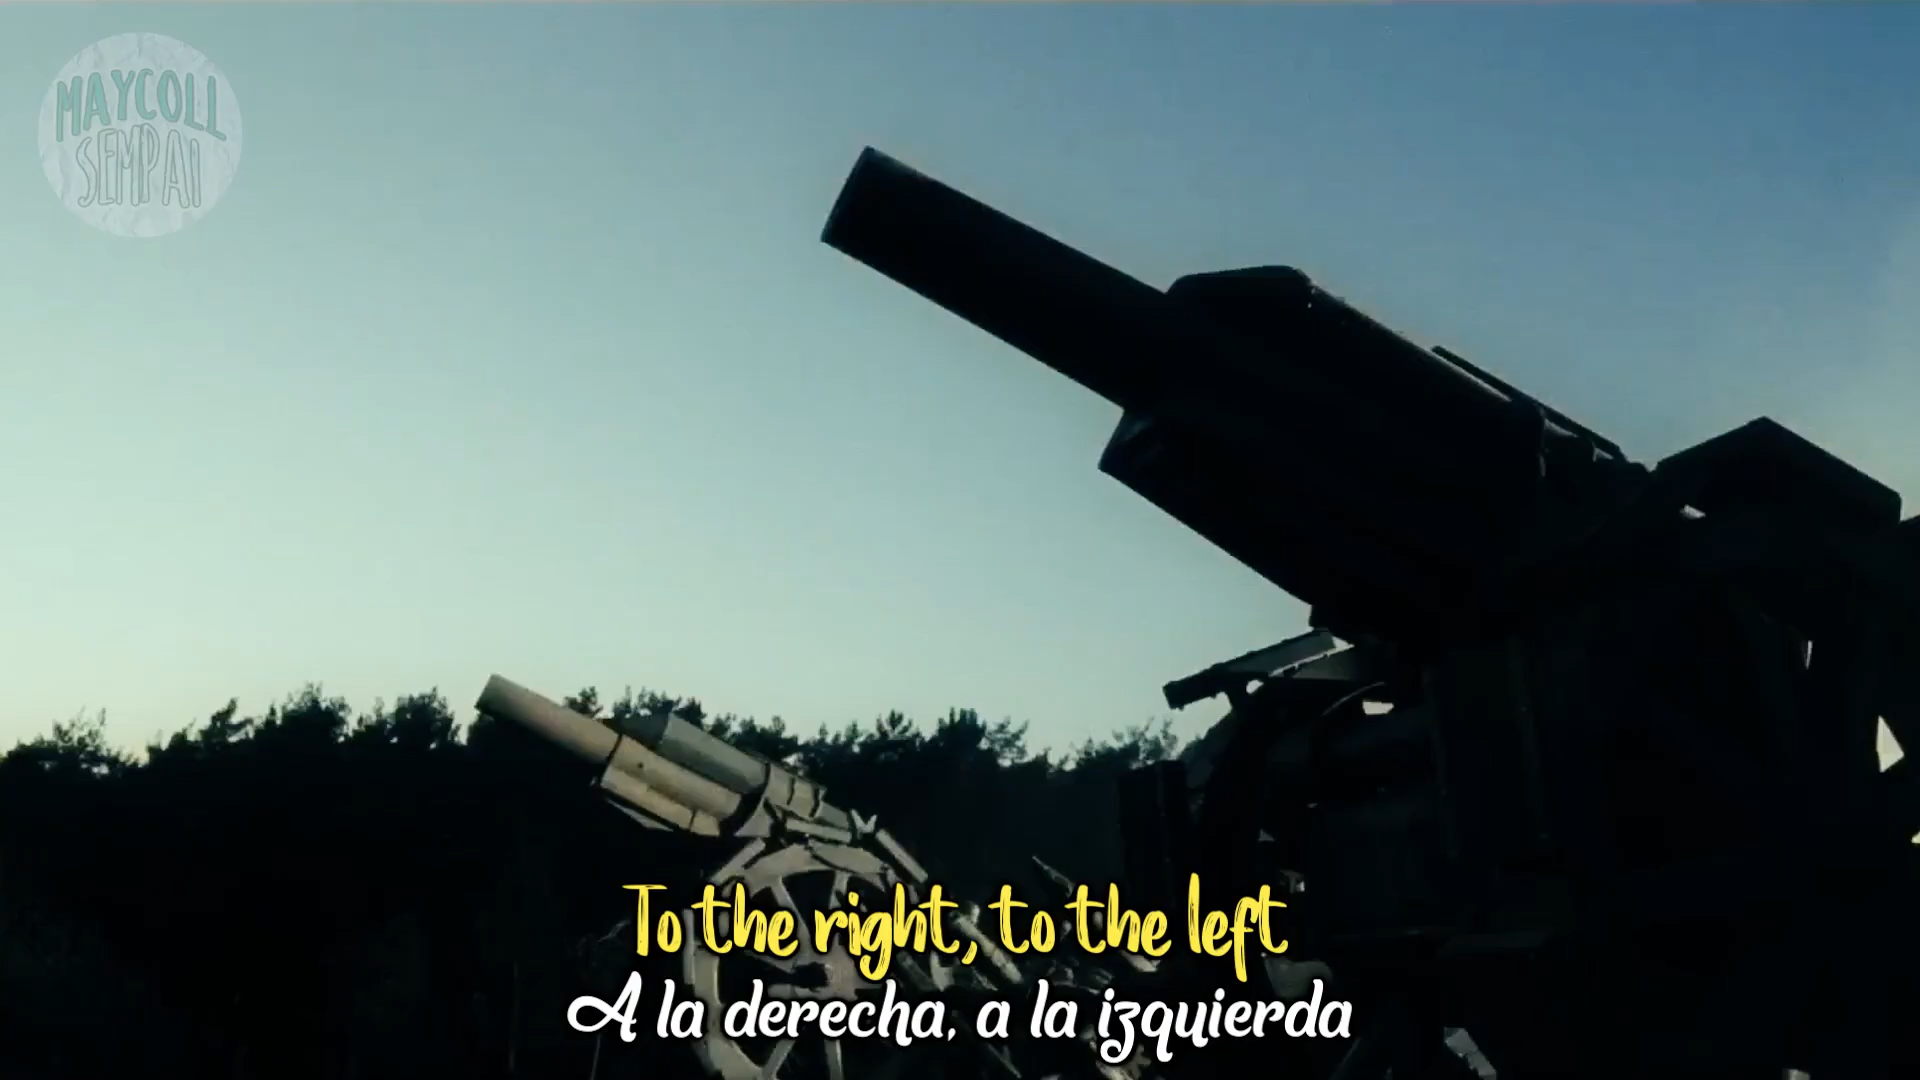 MAYCOLL
SEMPAI
To the right, to the left
A la derecha, a la izquierda